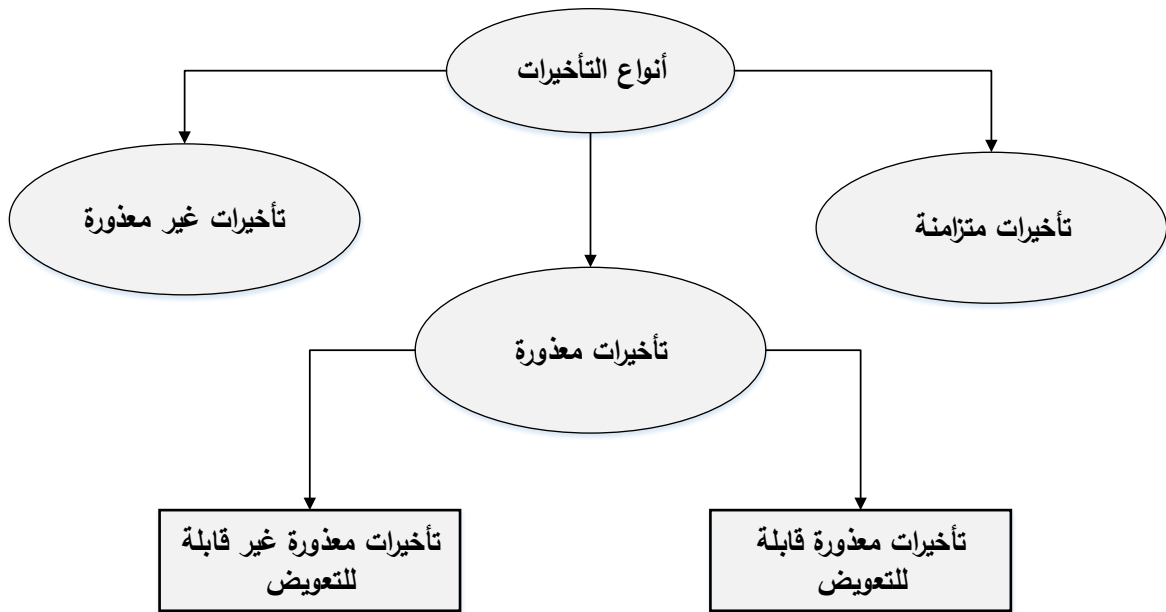 أنواع التأخيرات
تأخيرات متزامنة
تأخيرات غير معذورة
تأخيرات معذورة
تأخيرات معذورة قابلة
للتعويض
تأخيرات معذورة غير قابلة
للتعويض